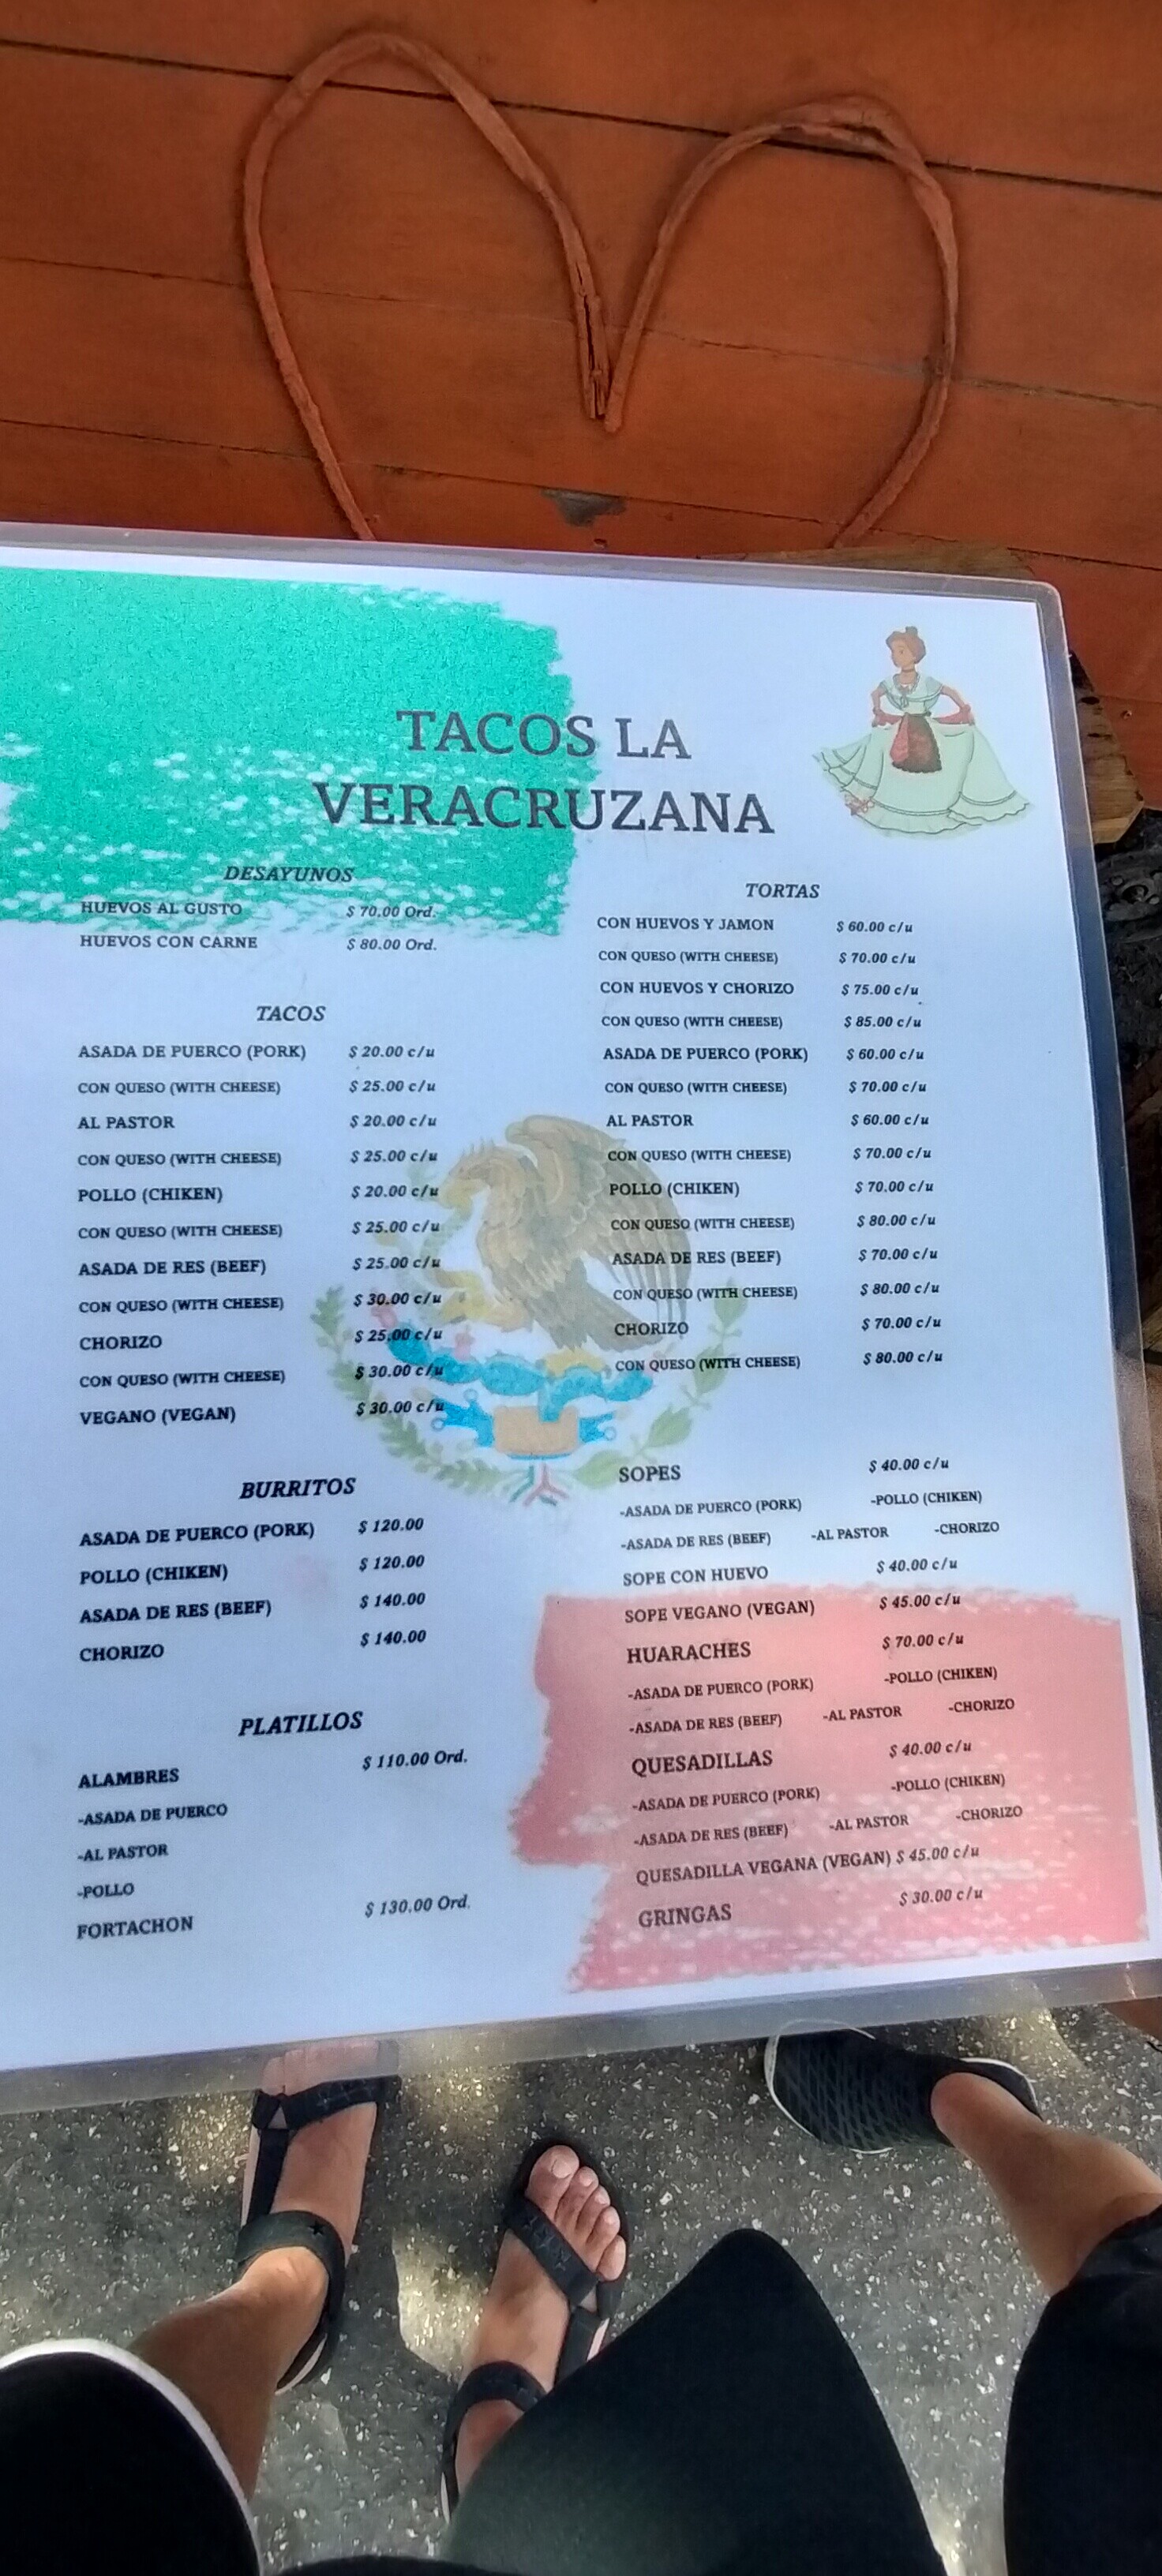 TACOS LA
VERACRUZANA
DESAYUNOS
HUEVOS AL GUSTO $ 70.00 Ord.
HUEVOS CON CARNE $ 80.00 Ord.
TACOS
ASADA DE PUERCO (PORK) $ 20.00 c/u
CON QUESO (WITH CHEESE) $ 25.00 c/u
AL PASTOR $ 20.00 c/u
CON QUESO (WITH CHEESE) $ 25.00 c/u
POLLO (CHIKEN) $ 20.00 c/u
CON QUESO (WITH CHEESE) $ 25.00 c/u
ASADA DE RES (BEEF) $ 25.00 c/u
CON QUESO (WITH CHEESE) $ 30.00 c/u
CHORIZO $ 25.00 c/u
CON QUESO (WITH CHEESE) $ 30.00 c/u
VEGANO (VEGAN) $ 30.00 c/u
BURRITOS
ASADA DE PUERCO (PORK) $ 120.00
POLLO (CHIKEN) $ 120.00
ASADA DE RES (BEEF) $ 140.00
CHORIZO $ 140.00
PLATILLOS
ALAMBRES $ 110.00 Ord.
-ASADA DE PUERCO
-AL PASTOR
-POLLO
FORTACHON $ 130.00 Ord.
TORTAS
CON HUEVOS Y JAMON $ 60.00 c/u
CON QUESO (WITH CHEESE) $ 70.00 c/u
CON HUEVOS Y CHORIZO $ 75.00 c/u
CON QUESO (WITH CHEESE) $ 85.00 c/u
ASADA DE PUERCO (PORK) $ 60.00 c/u
CON QUESO (WITH CHEESE) $ 70.00 c/u
AL PASTOR $ 60.00 c/u
CON QUESO (WITH CHEESE) $ 70.00 c/u
POLLO (CHIKEN) $ 70.00 c/u
CON QUESO (WITH CHEESE) $ 80.00 c/u
ASADA DE RES (BEEF) $ 70.00 c/u
CON QUESO (WITH CHEESE) $ 80.00 c/u
CHORIZO $ 70.00 c/u
CON QUESO (WITH CHEESE) $ 80.00 c/u
SOPES $ 40.00 c/u
-ASADA DE PUERCO (PORK) -POLLO (CHIKEN)
-ASADA DE RES (BEEF) -AL PASTOR -CHORIZO
SOPE CON HUEVO $ 40.00 c/u
SOPE VEGANO (VEGAN) $ 45.00 c/u
HUARACHES $ 70.00 c/u
-ASADA DE PUERCO (PORK) -POLLO (CHIKEN)
-ASADA DE RES (BEEF) -AL PASTOR -CHORIZO
QUESADILLAS $ 40.00 c/u
-ASADA DE PUERCO (PORK) -POLLO (CHIKEN)
-ASADA DE RES (BEEF) -AL PASTOR -CHORIZO
QUESADILLA VEGANA (VEGAN) $ 45.00 c/u
GRINGAS $ 30.00 c/u